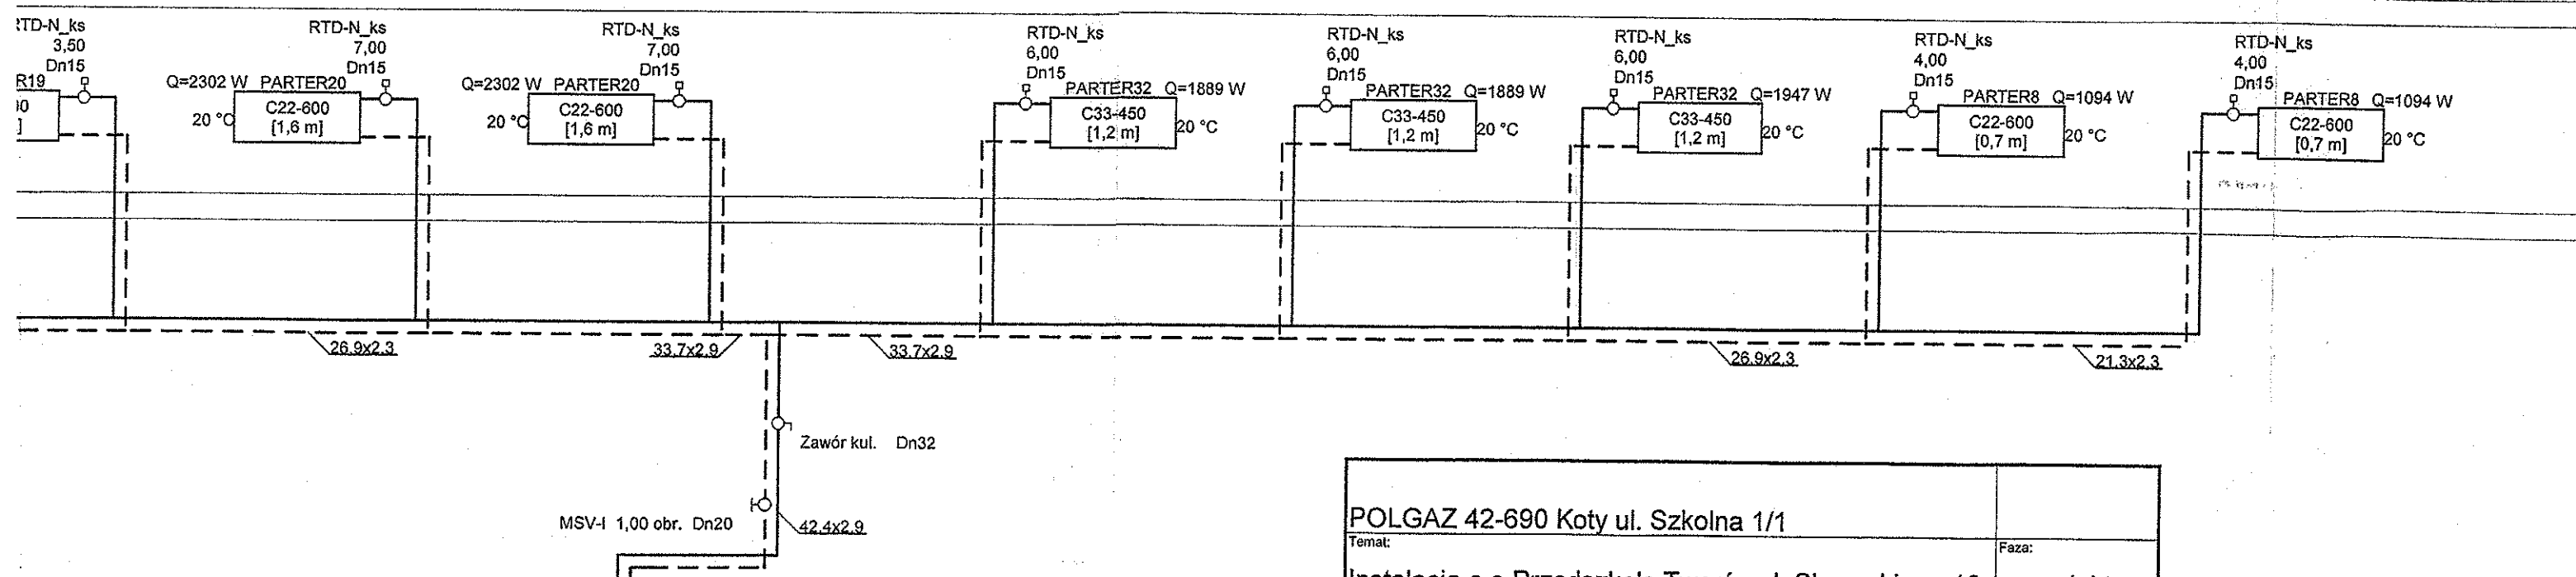 RTD-N_ks
3,50
Dn15
R19
RTD-N_ks
7,00
Dn15
Q=2302 W PARTER20
C22-600
[1,6 m]
20 °C
RTD-N_ks
7,00
Dn15
Q=2302 W PARTER20
C22-600
[1,6 m]
20 °C
RTD-N_ks
6,00
Dn15
PARTER32 Q=1889 W
C33-450
[1,2 m]
20 °C
RTD-N_ks
6,00
Dn15
PARTER32 Q=1889 W
C33-450
[1,2 m]
20 °C
RTD-N_ks
6,00
Dn15
PARTER32 Q=1947 W
C33-450
[1,2 m]
20 °C
RTD-N_ks
4,00
Dn15
PARTER8 Q=1094 W
C22-600
[0,7 m]
20 °C
RTD-N_ks
4,00
Dn15
PARTER8 Q=1094 W
C22-600
[0,7 m]
20 °C
26.9x2.3
33.7x2.9
33.7x2.9
26.9x2.3
21.3x2.3
Zawór kul. Dn32
MSV-I 1,00 obr. Dn20
42.4x2.9
POLGAZ 42-690 Koty ul. Szkolna 1/1
Temat:
Faza: